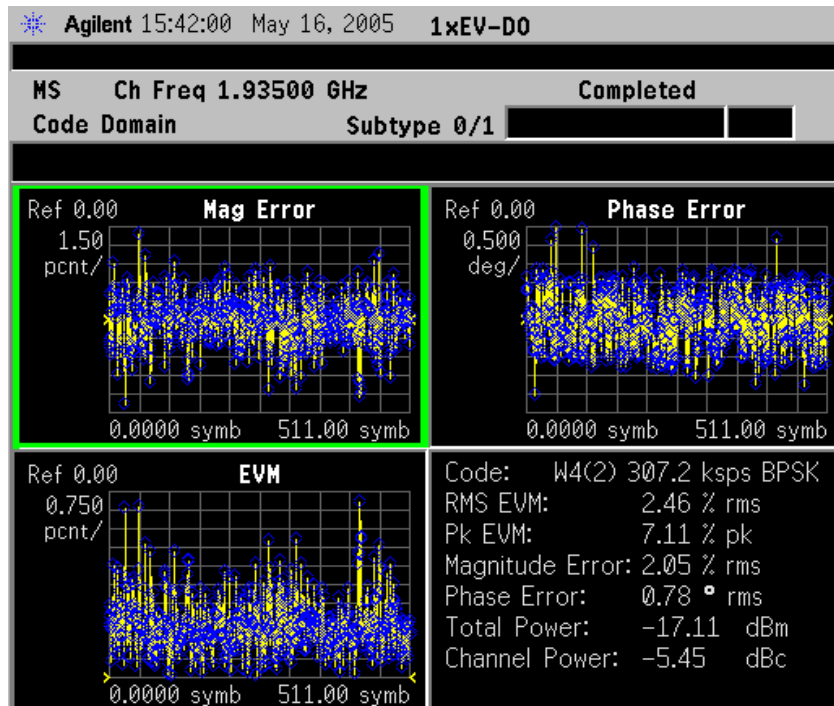 Agilent 15:42:00 May 16, 2005 1xEV-DO
MS Ch Freq 1.93500 GHz Completed
Code Domain Subtype 0/1
Ref 0.00 Mag Error
1.50
pcnt/
0.0000 symb 511.00 symb
Ref 0.00 Phase Error
0.500
deg/
0.0000 symb 511.00 symb
Ref 0.00 EVM
0.750
pcnt/
0.0000 symb 511.00 symb
Code: W4(2) 307.2 ksps BPSK
RMS EVM: 2.46 % rms
Pk EVM: 7.11 % pk
Magnitude Error: 2.05 % rms
Phase Error: 0.78 ° rms
Total Power: -17.11 dBm
Channel Power: -5.45 dBc